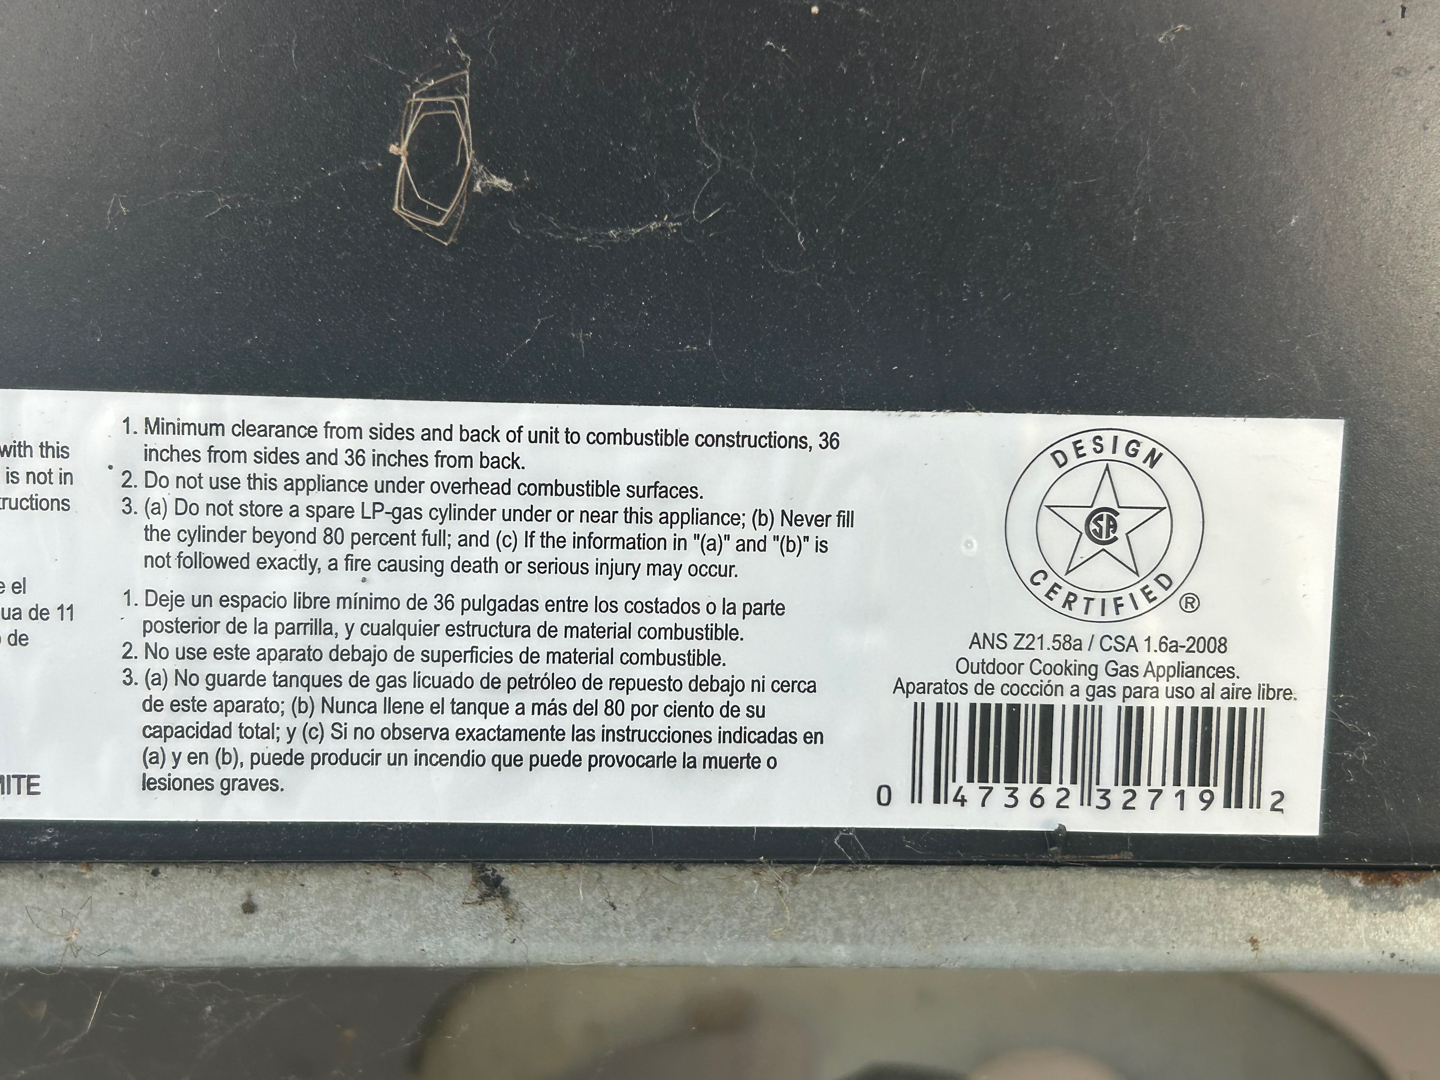 with this
is not in
ructions
e el
ua de 11
de
MITE
1. Minimum clearance from sides and back of unit to combustible constructions, 36
inches from sides and 36 inches from back.
2. Do not use this appliance under overhead combustible surfaces.
3. (a) Do not store a spare LP-gas cylinder under or near this appliance; (b) Never fill
the cylinder beyond 80 percent full; and (c) If the information in "(a)" and "(b)" is
not followed exactly, a fire causing death or serious injury may occur.
1. Deje un espacio libre mínimo de 36 pulgadas entre los costados o la parte
posterior de la parrilla, y cualquier estructura de material combustible.
2. No use este aparato debajo de superficies de material combustible.
3. (a) No guarde tanques de gas licuado de petróleo de repuesto debajo ni cerca
de este aparato; (b) Nunca llene el tanque a más del 80 por ciento de su
capacidad total; y (c) Si no observa exactamente las instrucciones indicadas en
(a) y en (b), puede producir un incendio que puede provocarle la muerte o
lesiones graves.
DESIGN
SA
CERTIFIED ®
ANS Z21.58a / CSA 1.6a-2008
Outdoor Cooking Gas Appliances.
Aparatos de cocción a gas para uso al aire libre.
0 47362 32719 2